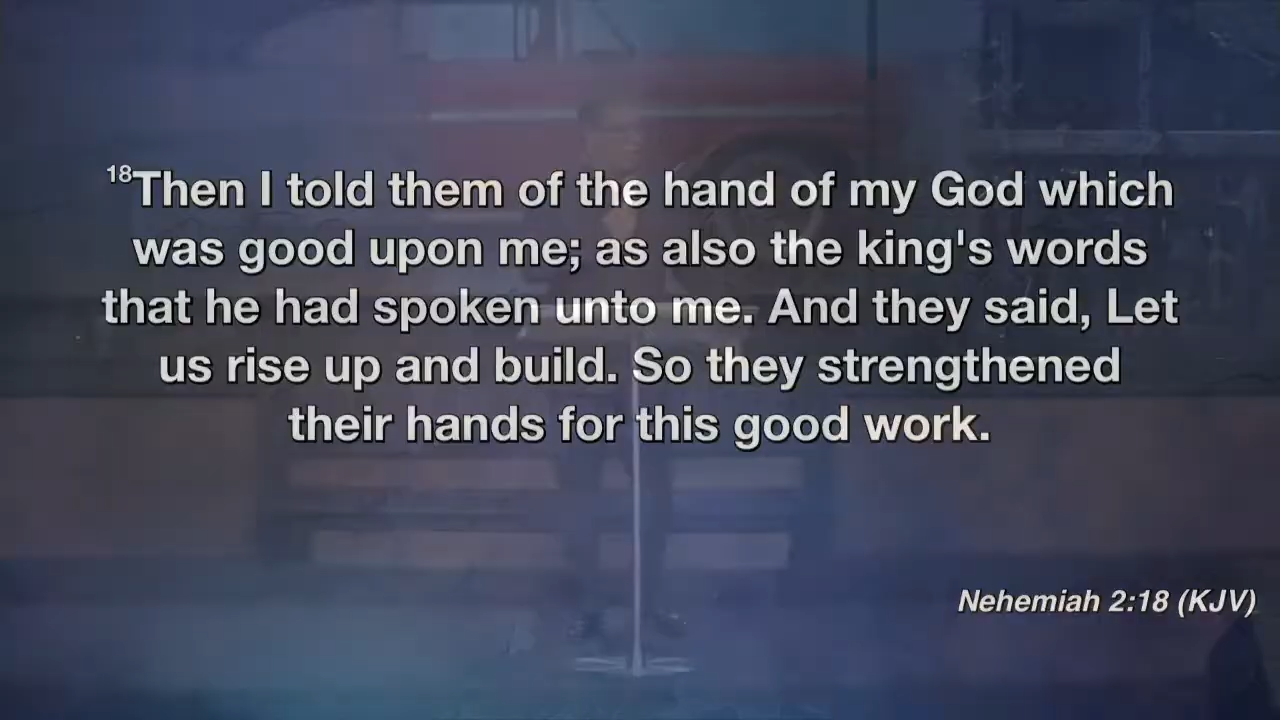 18Then I told them of the hand of my God which
was good upon me; as also the king's words
that he had spoken unto me. And they said, Let
us rise up and build. So they strengthened
their hands for this good work.
Nehemiah 2:18 (KJV)